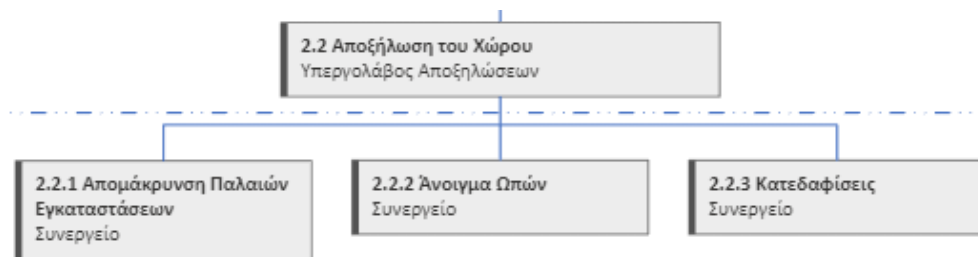 2.2 Αποξήλωση του Χώρου
Υπεργολάβος Αποξηλώσεων
2.2.1 Απομάκρυνση Παλαιών
Εγκαταστάσεων
Συνεργείο
2.2.2 Άνοιγμα Ωπών
Συνεργείο
2.2.3 Κατεδαφίσεις
Συνεργείο